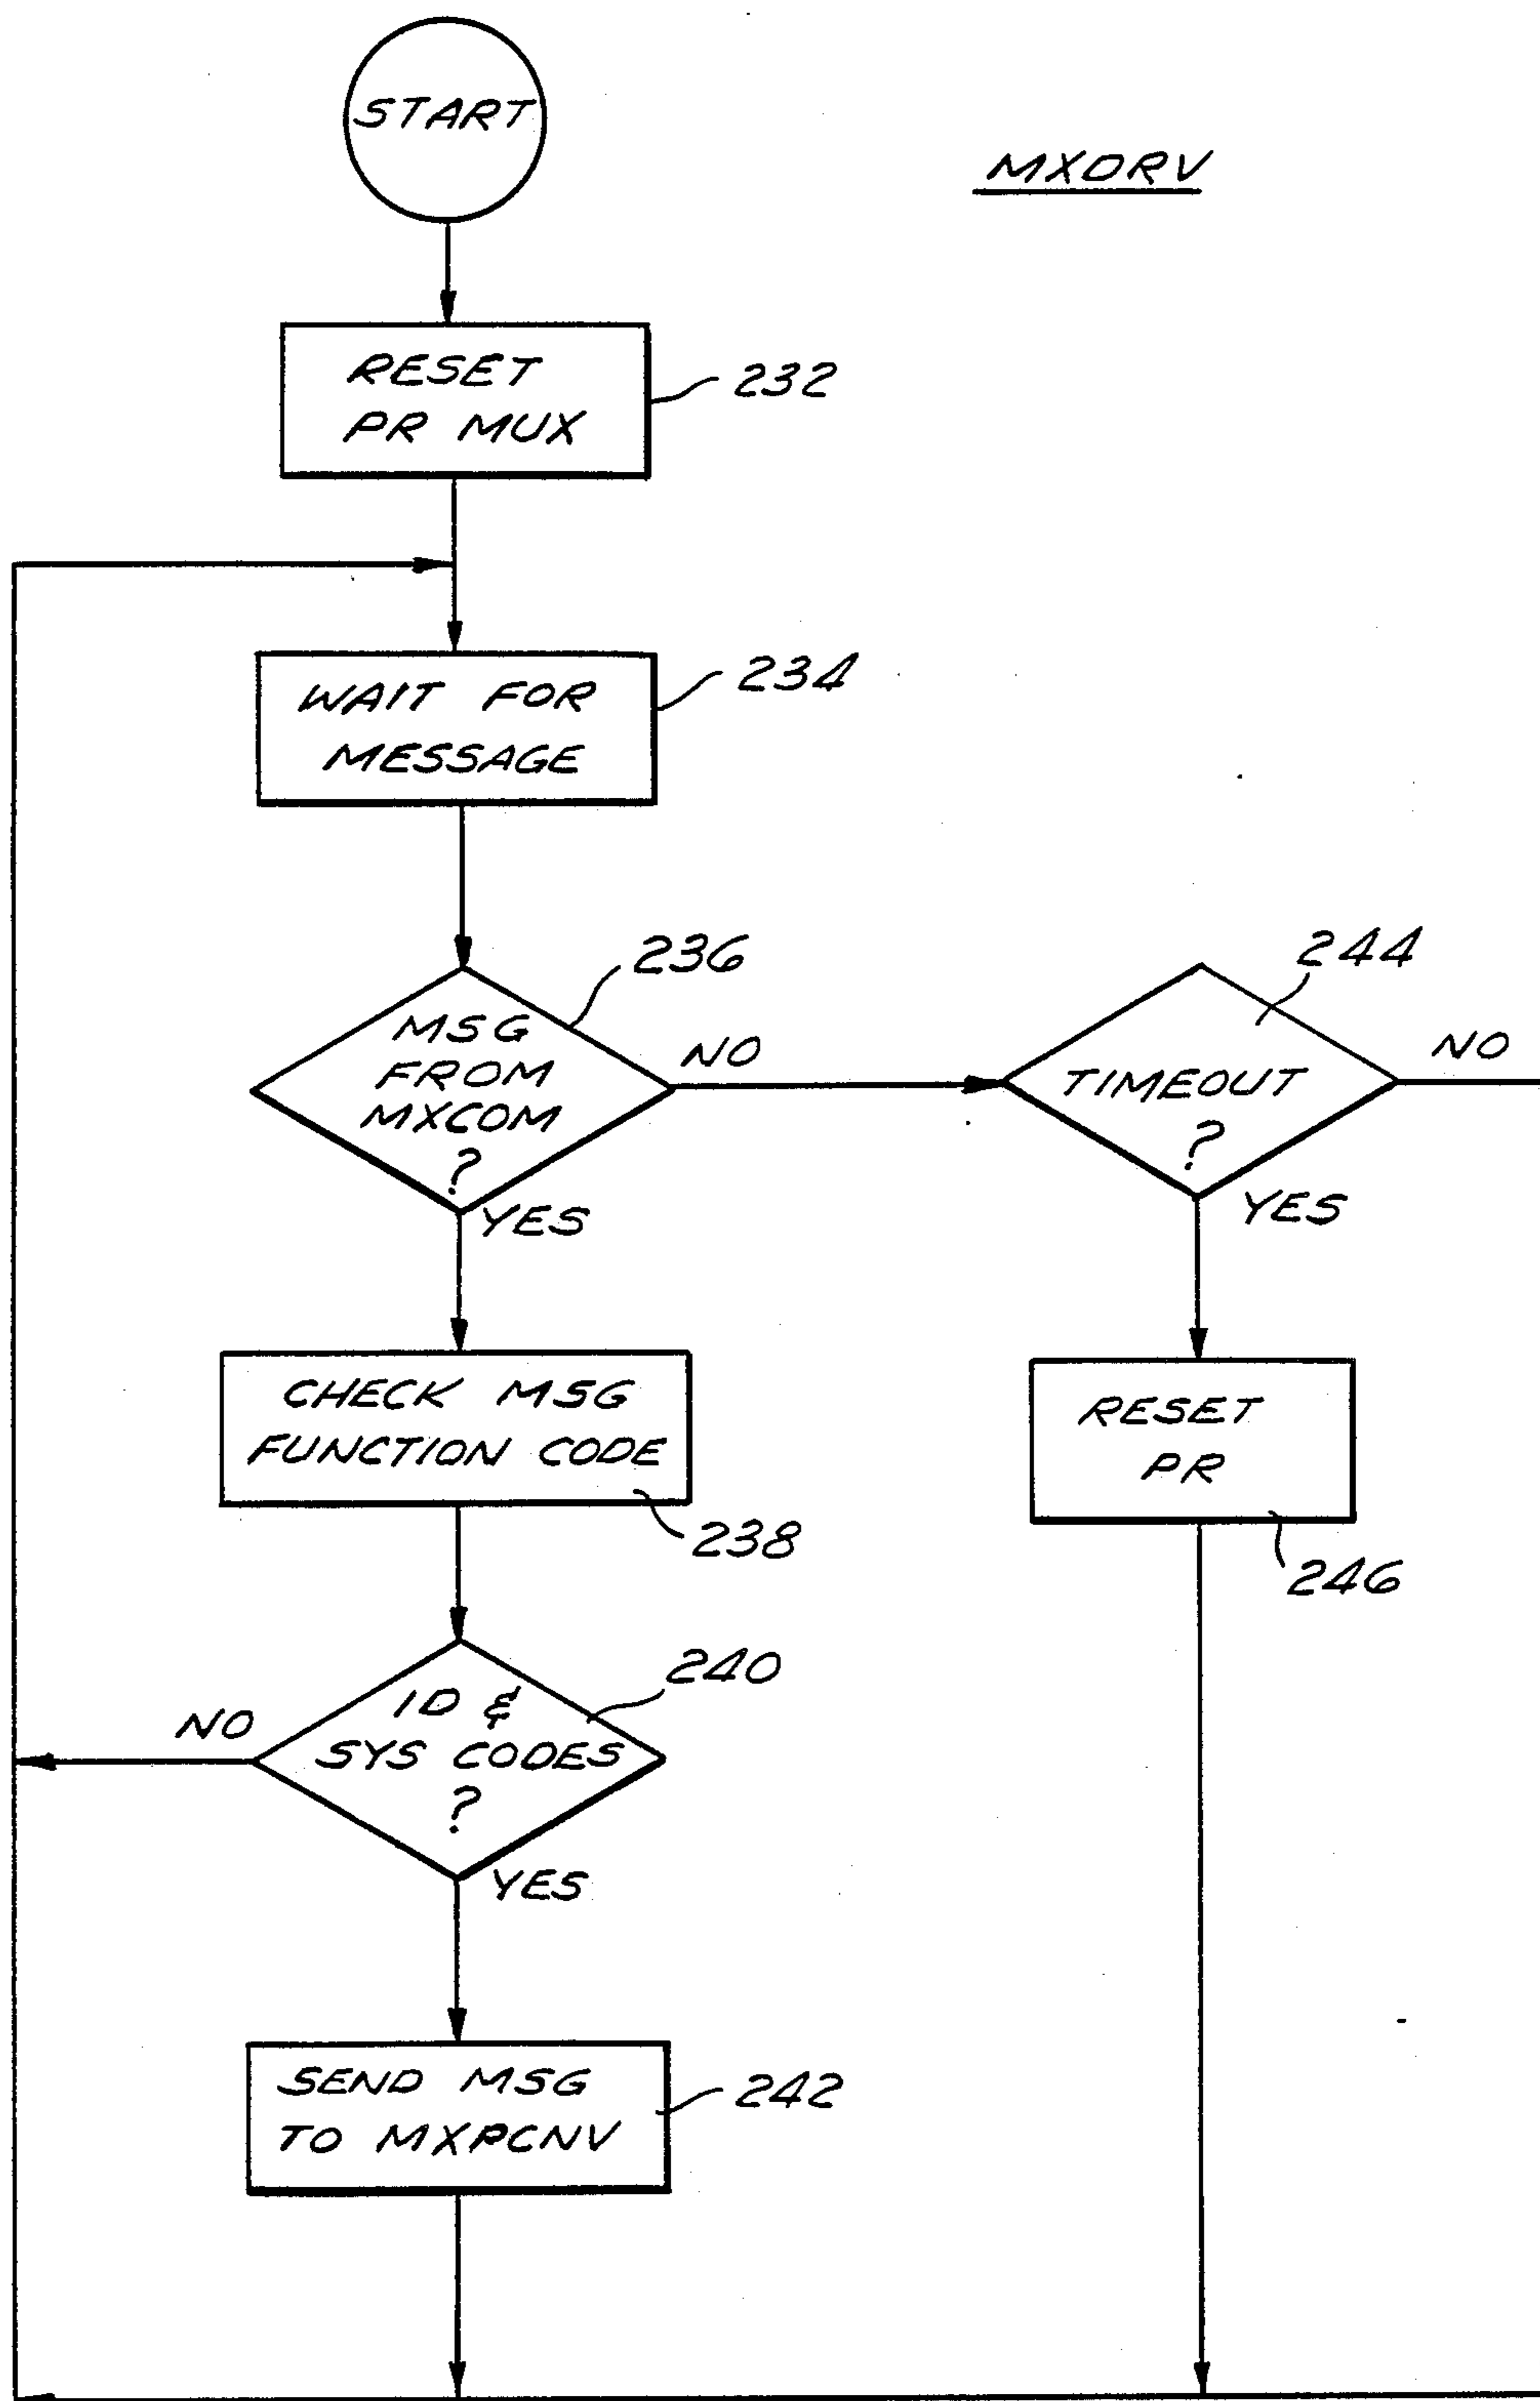 START
MXDRV
RESET
PR MUX
232
WAIT FOR
MESSAGE
234
MSG
FROM
MXCOM
?
236
NO
YES
TIMEOUT
?
244
NO
YES
CHECK MSG
FUNCTION CODE
238
RESET
PR
246
ID &
SYS CODES
?
240
NO
YES
SEND MSG
TO MXPCNV
242